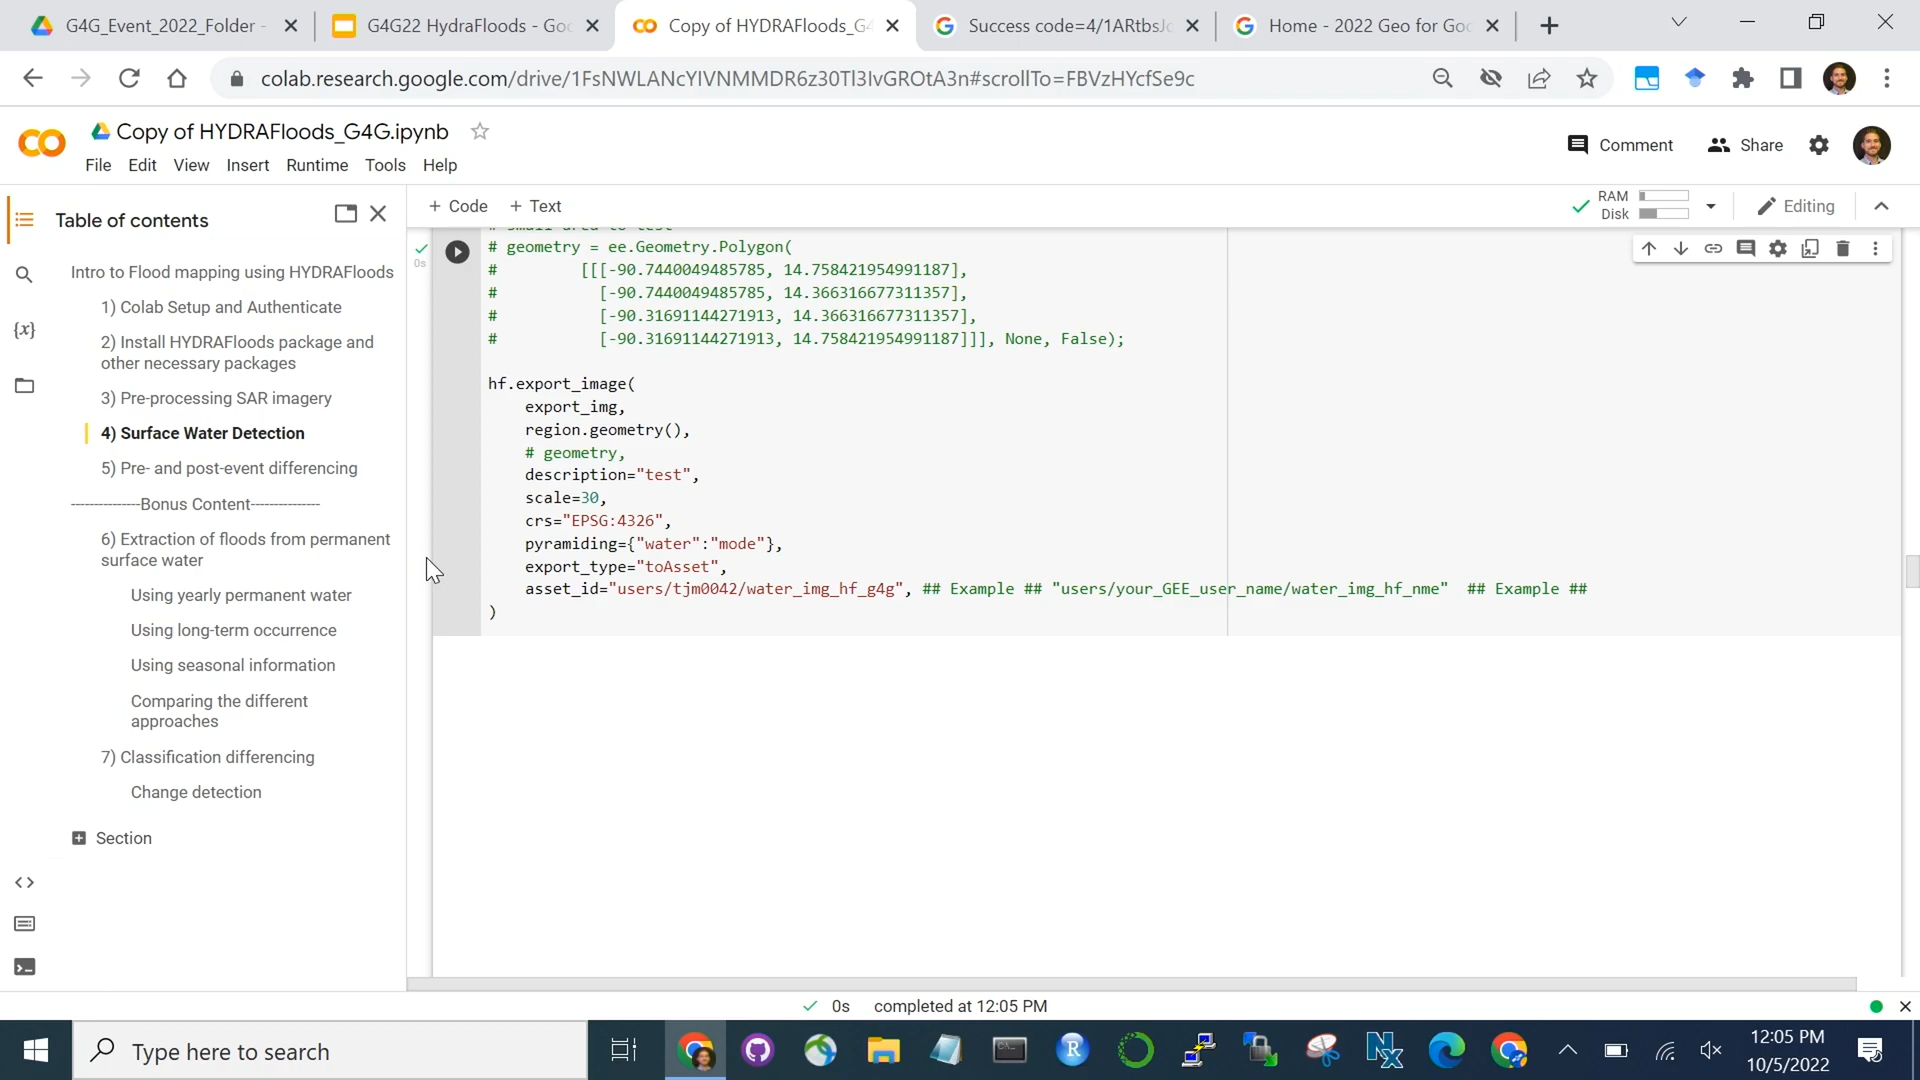 G4G_Event_2022_Folder -
G4G22 HydraFloods - Goo
Copy of HYDRAFloods_G4
Success code=4/1ARtbsJo
Home - 2022 Geo for Goo
colab.research.google.com/drive/1FsNWLANcYIVNMMDR6z30Tl3IvGROtA3n#scrollTo=FBVzHYcfSe9c
Copy of HYDRAFloods_G4G.ipynb
File Edit View Insert Runtime Tools Help
Comment
Share
+ Code + Text
RAM
Disk
Editing
Table of contents
Intro to Flood mapping using HYDRAFloods
1) Colab Setup and Authenticate
2) Install HYDRAFloods package and
other necessary packages
3) Pre-processing SAR imagery
4) Surface Water Detection
5) Pre- and post-event differencing
---------------Bonus Content---------------
6) Extraction of floods from permanent
surface water
Using yearly permanent water
Using long-term occurrence
Using seasonal information
Comparing the different
approaches
7) Classification differencing
Change detection
Section
{x}
0s
# small area to test
# geometry = ee.Geometry.Polygon(
# [[[-90.7440049485785, 14.758421954991187],
# [-90.7440049485785, 14.366316677311357],
# [-90.31691144271913, 14.366316677311357],
# [-90.31691144271913, 14.758421954991187]]], None, False);
hf.export_image(
export_img,
region.geometry(),
# geometry,
description="test",
scale=30,
crs="EPSG:4326",
pyramiding={"water":"mode"},
export_type="toAsset",
asset_id="users/tjm0042/water_img_hf_g4g", ## Example ## "users/your_GEE_user_name/water_img_hf_nme" ## Example ##
)
0s completed at 12:05 PM
Type here to search
12:05 PM
10/5/2022